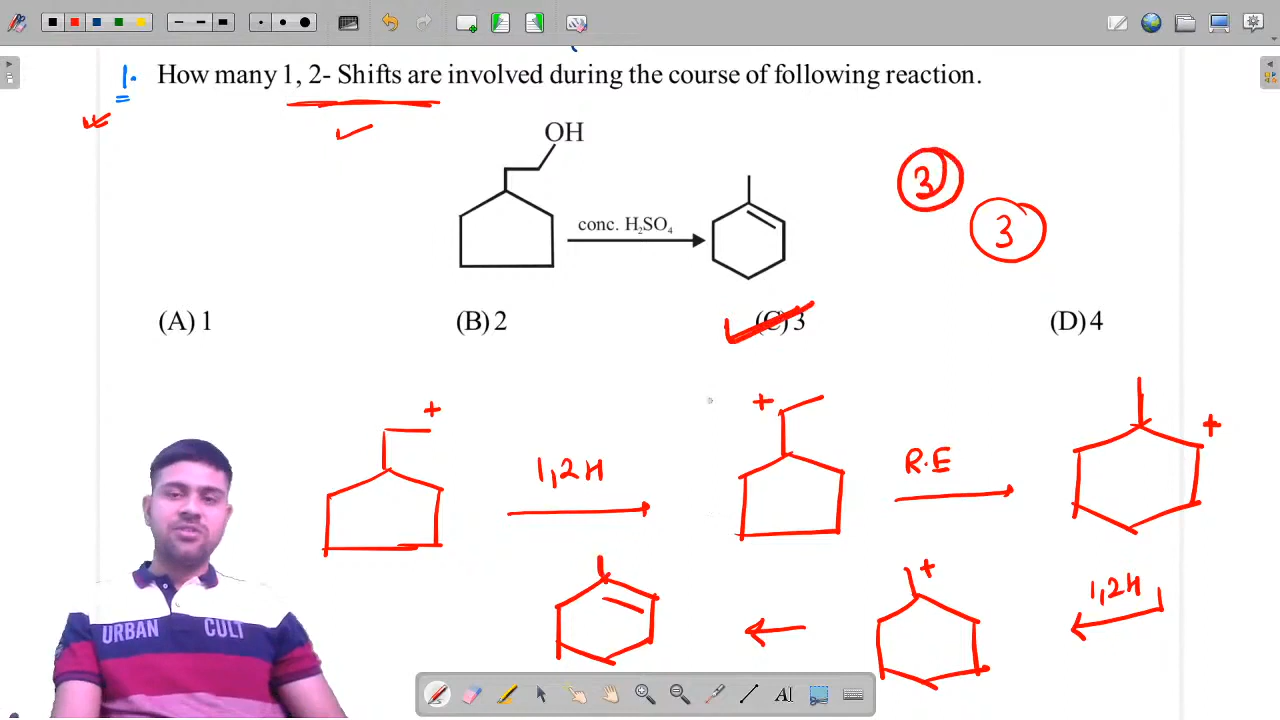 1. How many 1, 2- Shifts are involved during the course of following reaction.
OH
conc. H₂SO₄
3
3
(A) 1 (B) 2 (C) 3 (D) 4
+ 1,2H + R.E +
+ 1,2H
URBAN CULT
AI